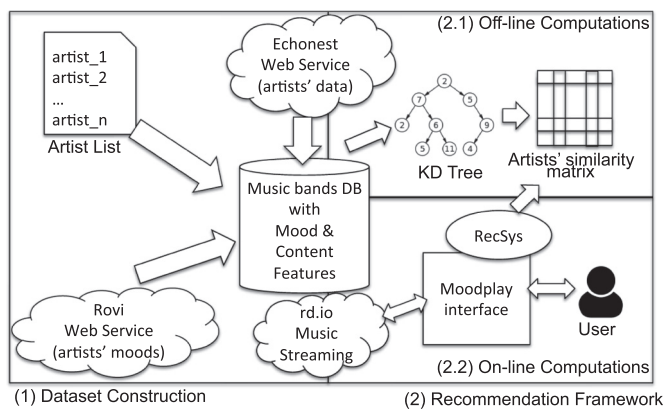 (2.1) Off-line Computations
artist_1
artist_2
...
artist_n
Artist List
Echonest
Web Service
(artists' data)
2
7
5
2
6
9
5
11
4
KD Tree
Artists' similarity
matrix
Music bands DB
with
Mood &
Content
Features
RecSys
Moodplay
interface
User
Rovi
Web Service
(artists' moods)
rd.io
Music
Streaming
(2.2) On-line Computations
(1) Dataset Construction
(2) Recommendation Framework